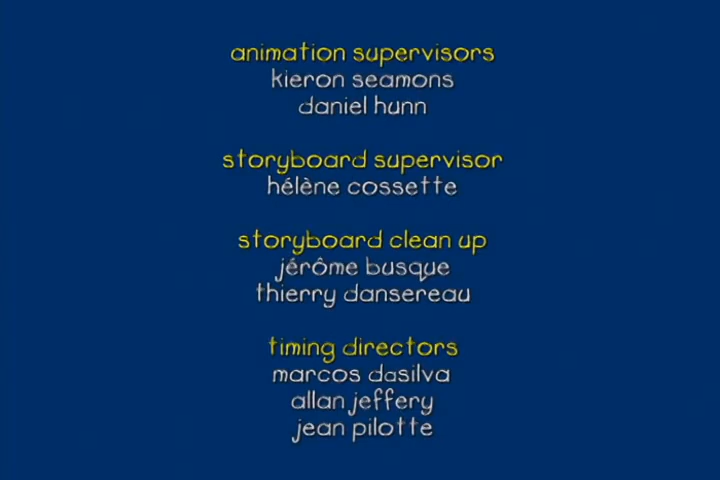 animation supervisors
kieron seamons
daniel hunn
storyboard supervisor
hélène cossette
storyboard clean up
jérôme busque
thierry dansereau
timing directors
marcos dasilva
allan jeffery
jean pilotte